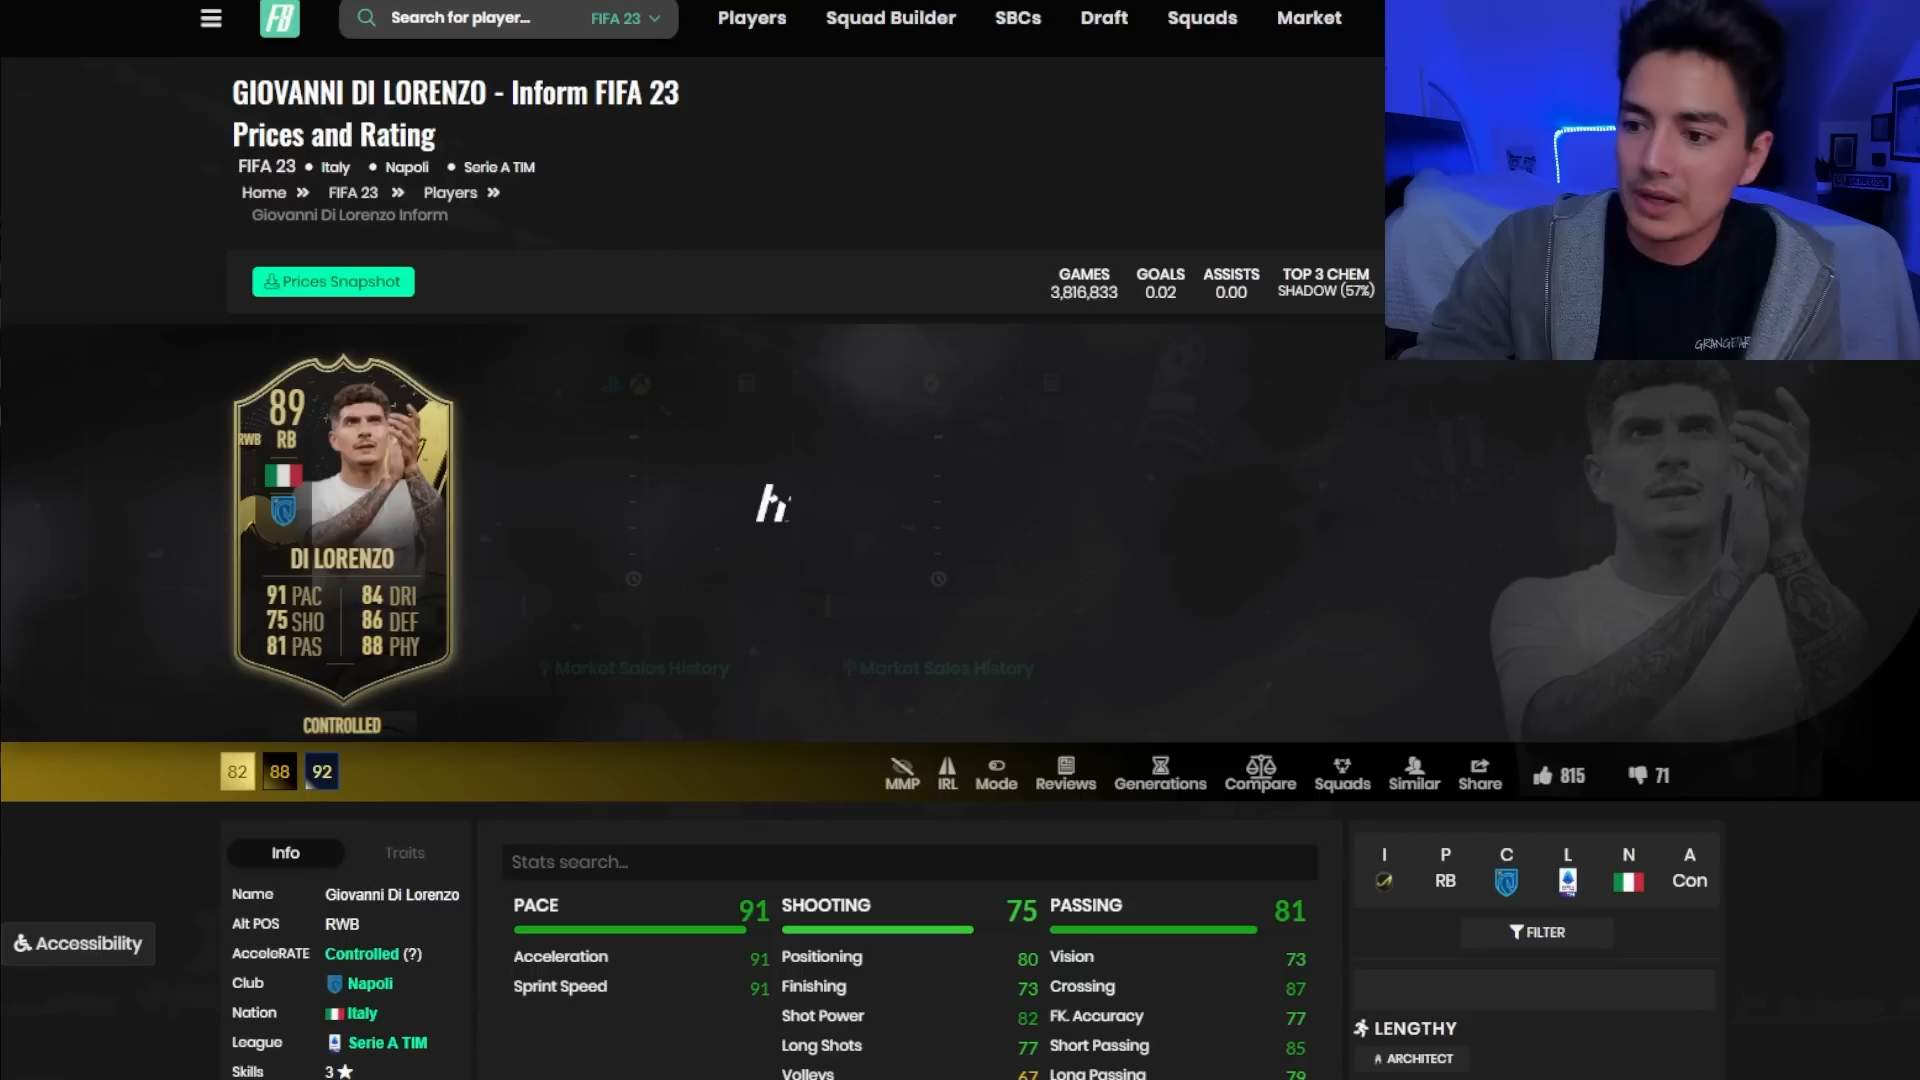 FB
Search for player...
FIFA 23
Players
Squad Builder
SBCs
Draft
Squads
Market
GIOVANNI DI LORENZO - Inform FIFA 23
Prices and Rating
FIFA 23 • Italy • Napoli • Serie A TIM
Home » FIFA 23 » Players »
Giovanni Di Lorenzo Inform
Prices Snapshot
GAMES
3,816,833
GOALS
0.02
ASSISTS
0.00
TOP 3 CHEM
SHADOW (57%)
89
RWB RB
DI LORENZO
91 PAC 84 DRI
75 SHO 86 DEF
81 PAS 88 PHY
CONTROLLED
Market Sales History
Market Sales History
82 88 92
MMP
IRL
Mode
Reviews
Generations
Compare
Squads
Similar
Share
815
71
Info
Traits
Name Giovanni Di Lorenzo
Alt POS RWB
AcceleRATE Controlled (?)
Club Napoli
Nation Italy
League Serie A TIM
Skills 3 ★
Accessibility
Stats search...
PACE 91
Acceleration 91
Sprint Speed 91
SHOOTING 75
Positioning 80
Finishing 73
Shot Power 82
Long Shots 77
Volleys 67
PASSING 81
Vision 73
Crossing 87
FK. Accuracy 77
Short Passing 85
Long Passing 79
I P C L N A
RB Con
FILTER
LENGTHY
ARCHITECT